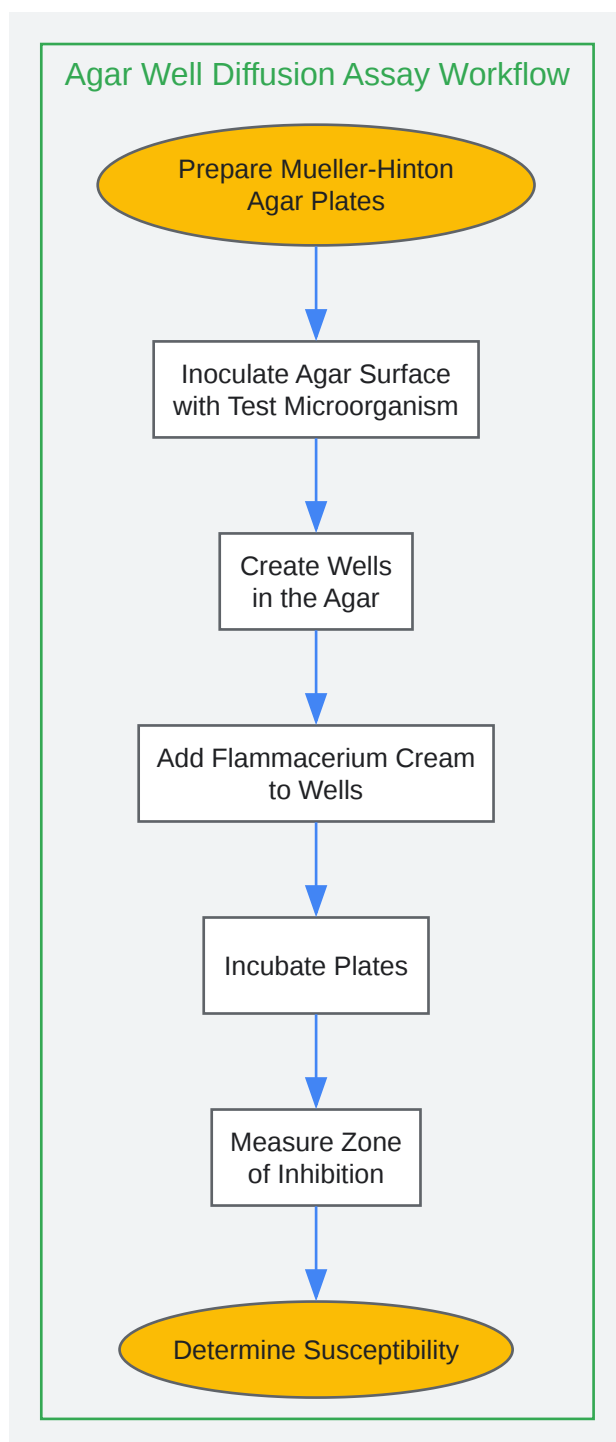 Agar Well Diffusion Assay Workflow
Prepare Mueller-Hinton
Agar Plates
Inoculate Agar Surface
with Test Microorganism
Create Wells
in the Agar
Add Flammacerium Cream
to Wells
Incubate Plates
Measure Zone
of Inhibition
Determine Susceptibility